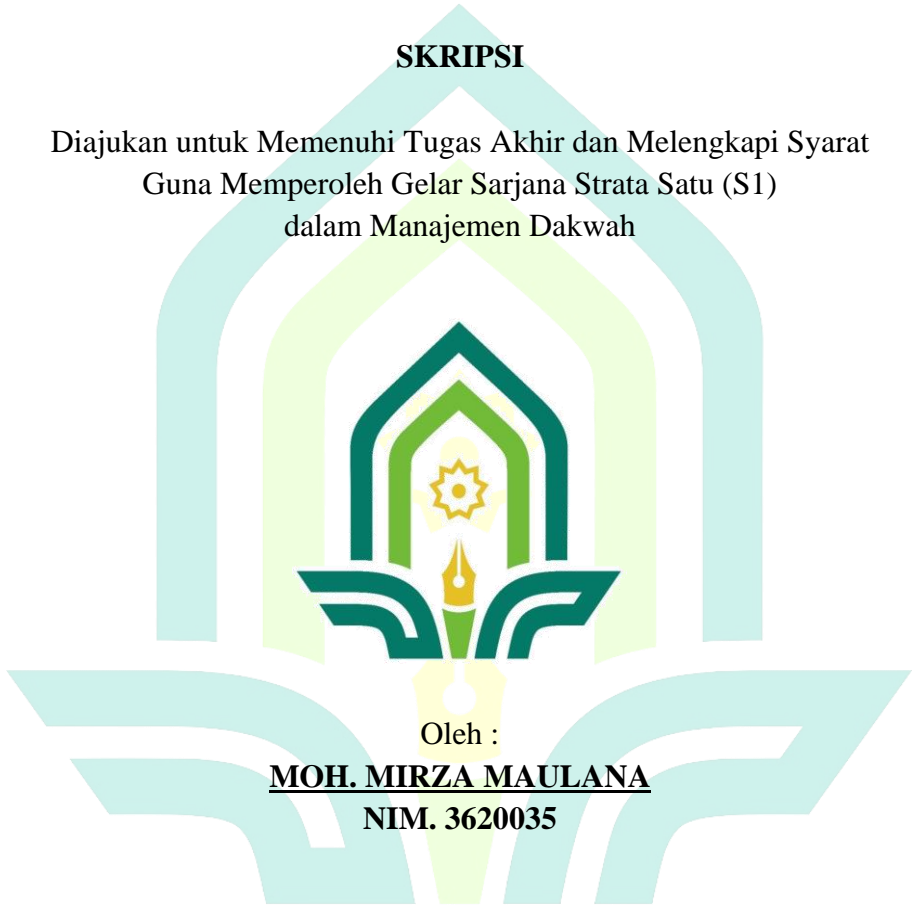 SKRIPSI
Diajukan untuk Memenuhi Tugas Akhir dan Melengkapi Syarat
Guna Memperoleh Gelar Sarjana Strata Satu (S1)
dalam Manajemen Dakwah
Oleh :
MOH. MIRZA MAULANA
NIM. 3620035